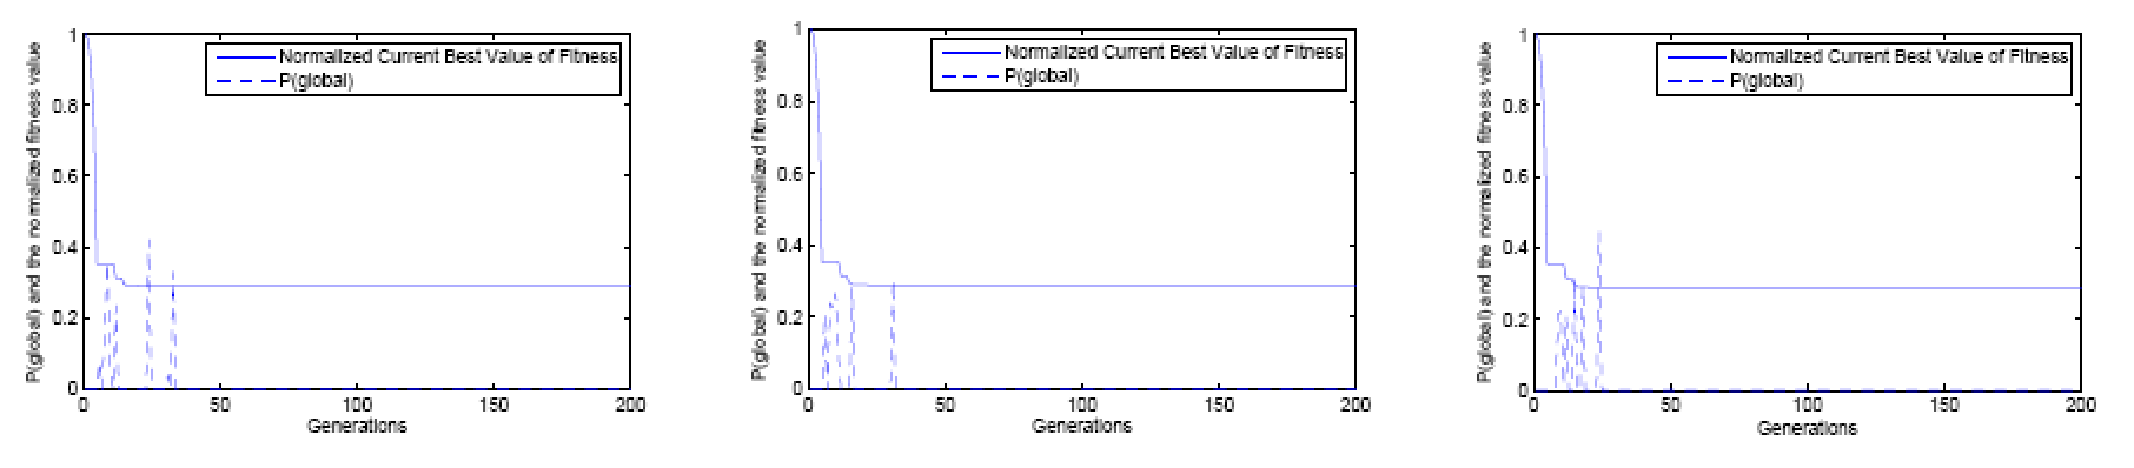 P(global) and the normalized fitness value
1
0.8
0.6
0.4
0.2
0
Normalized Current Best Value of Fitness
P(global)
0 50 100 150 200
Generations
P(global) and the normalized fitness value
1
0.8
0.6
0.4
0.2
0
Normalized Current Best Value of Fitness
P(global)
0 50 100 150 200
Generations
P(global) and the normalized fitness value
1
0.8
0.6
0.4
0.2
0
Normalized Current Best Value of Fitness
P(global)
0 50 100 150 200
Generations